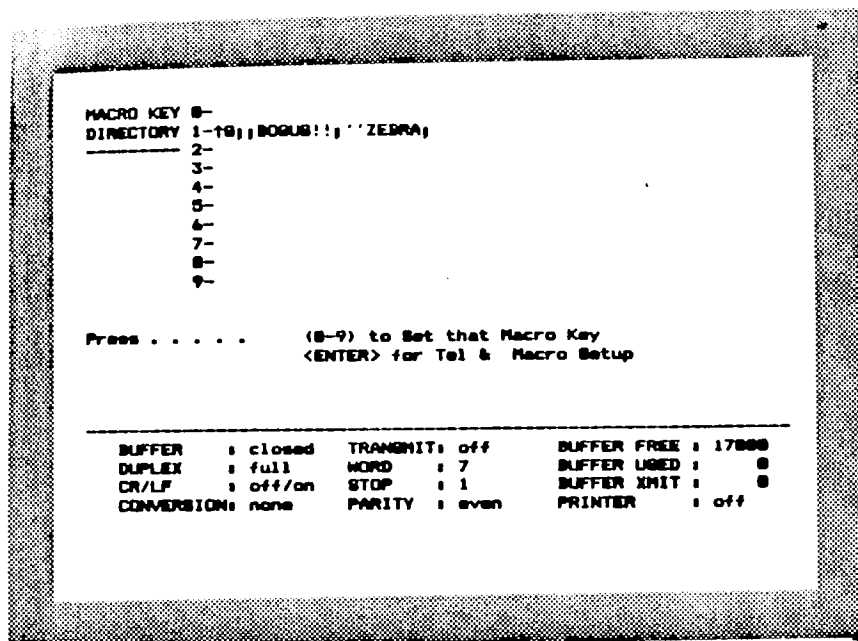 MACRO KEY 0-
DIRECTORY 1-↑S;;BOGUS!!;''ZEBRA;
2-
3-
4-
5-
6-
7-
8-
9-
Press . . . . . (0-9) to Set that Macro Key
<ENTER> for Tel & Macro Setup
BUFFER : closed TRANSMIT: off BUFFER FREE : 17000
DUPLEX : full WORD : 7 BUFFER USED : 0
CR/LF : off/on STOP : 1 BUFFER XMIT : 0
CONVERSION: none PARITY : even PRINTER : off